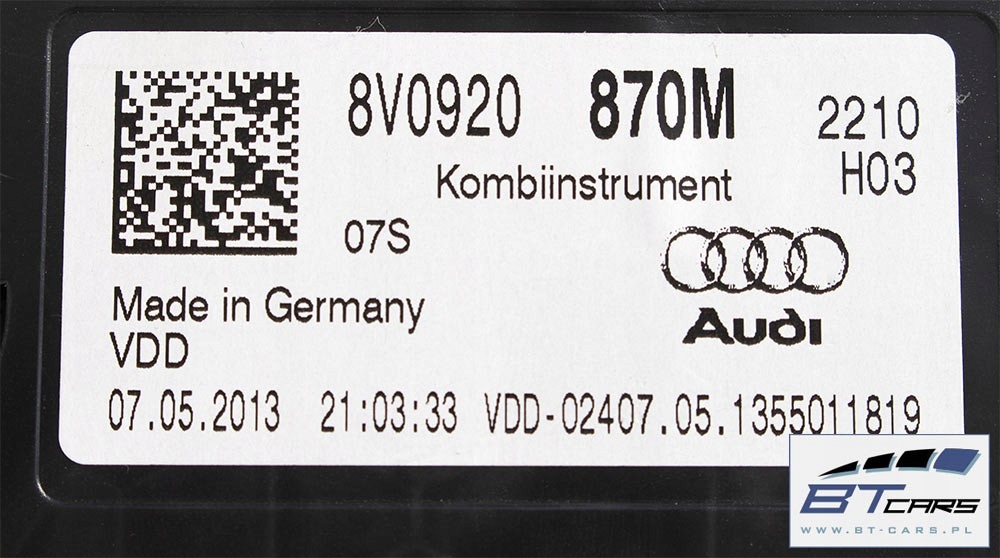 8V0920 870M 2210
Kombiinstrument H03
07S
Audi
Made in Germany
VDD
07.05.2013 21:03:33 VDD-02407.05.1355011819
BT CARS
WWW.BT-CARS.PL